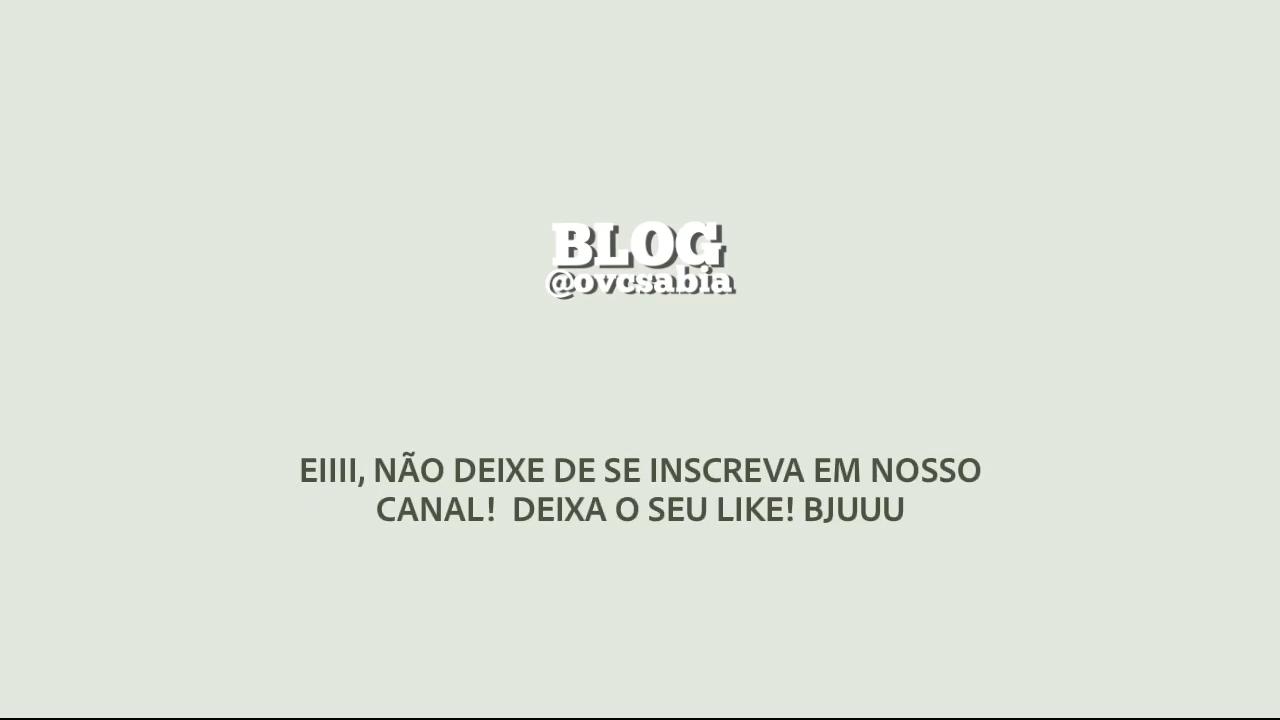 BLOG
@ovcsabia
EIIII, NÃO DEIXE DE SE INSCREVA EM NOSSO
CANAL!  DEIXA O SEU LIKE! BJUUU